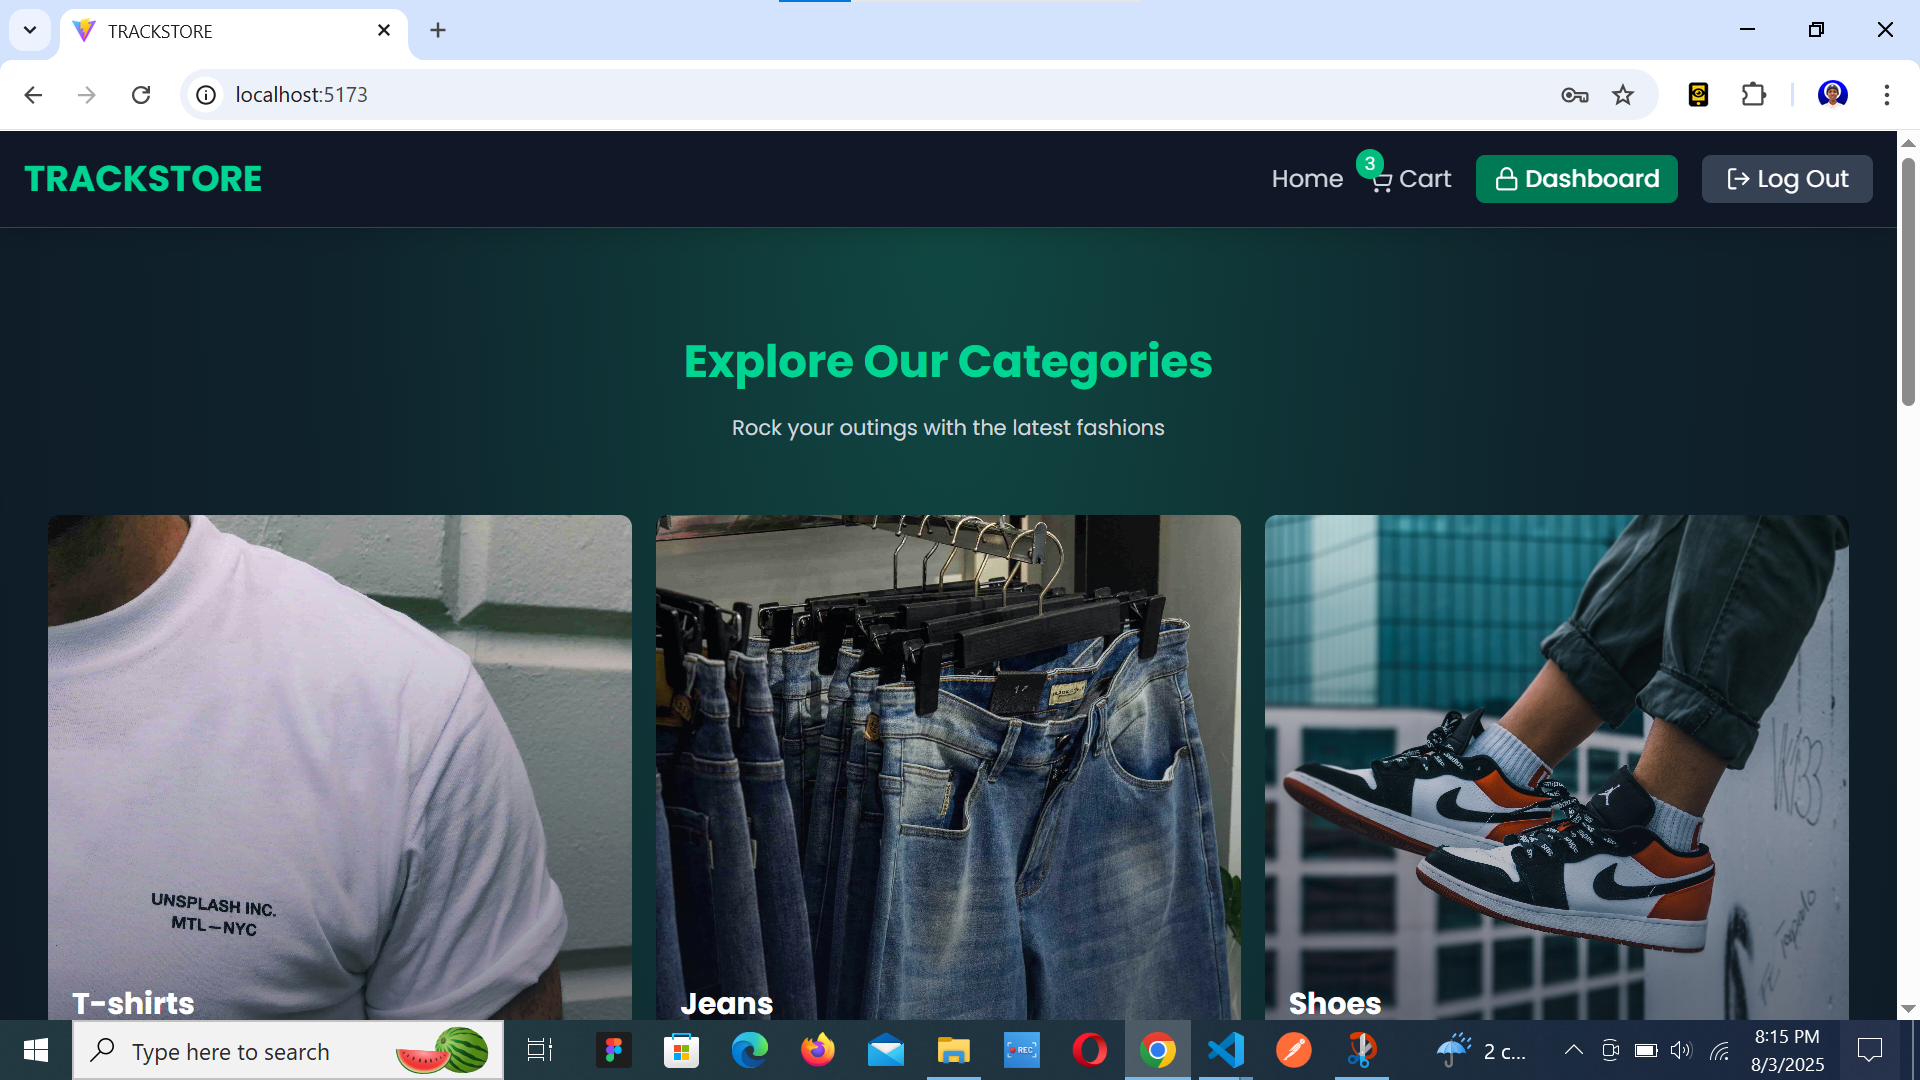 TRACKSTORE
localhost:5173
TRACKSTORE
Home
3
Cart
Dashboard
Log Out
Explore Our Categories
Rock your outings with the latest fashions
UNSPLASH INC.
MTL—NYC
T-shirts
Jeans
Shoes
Type here to search
REC
2 c...
8:15 PM
8/3/2025